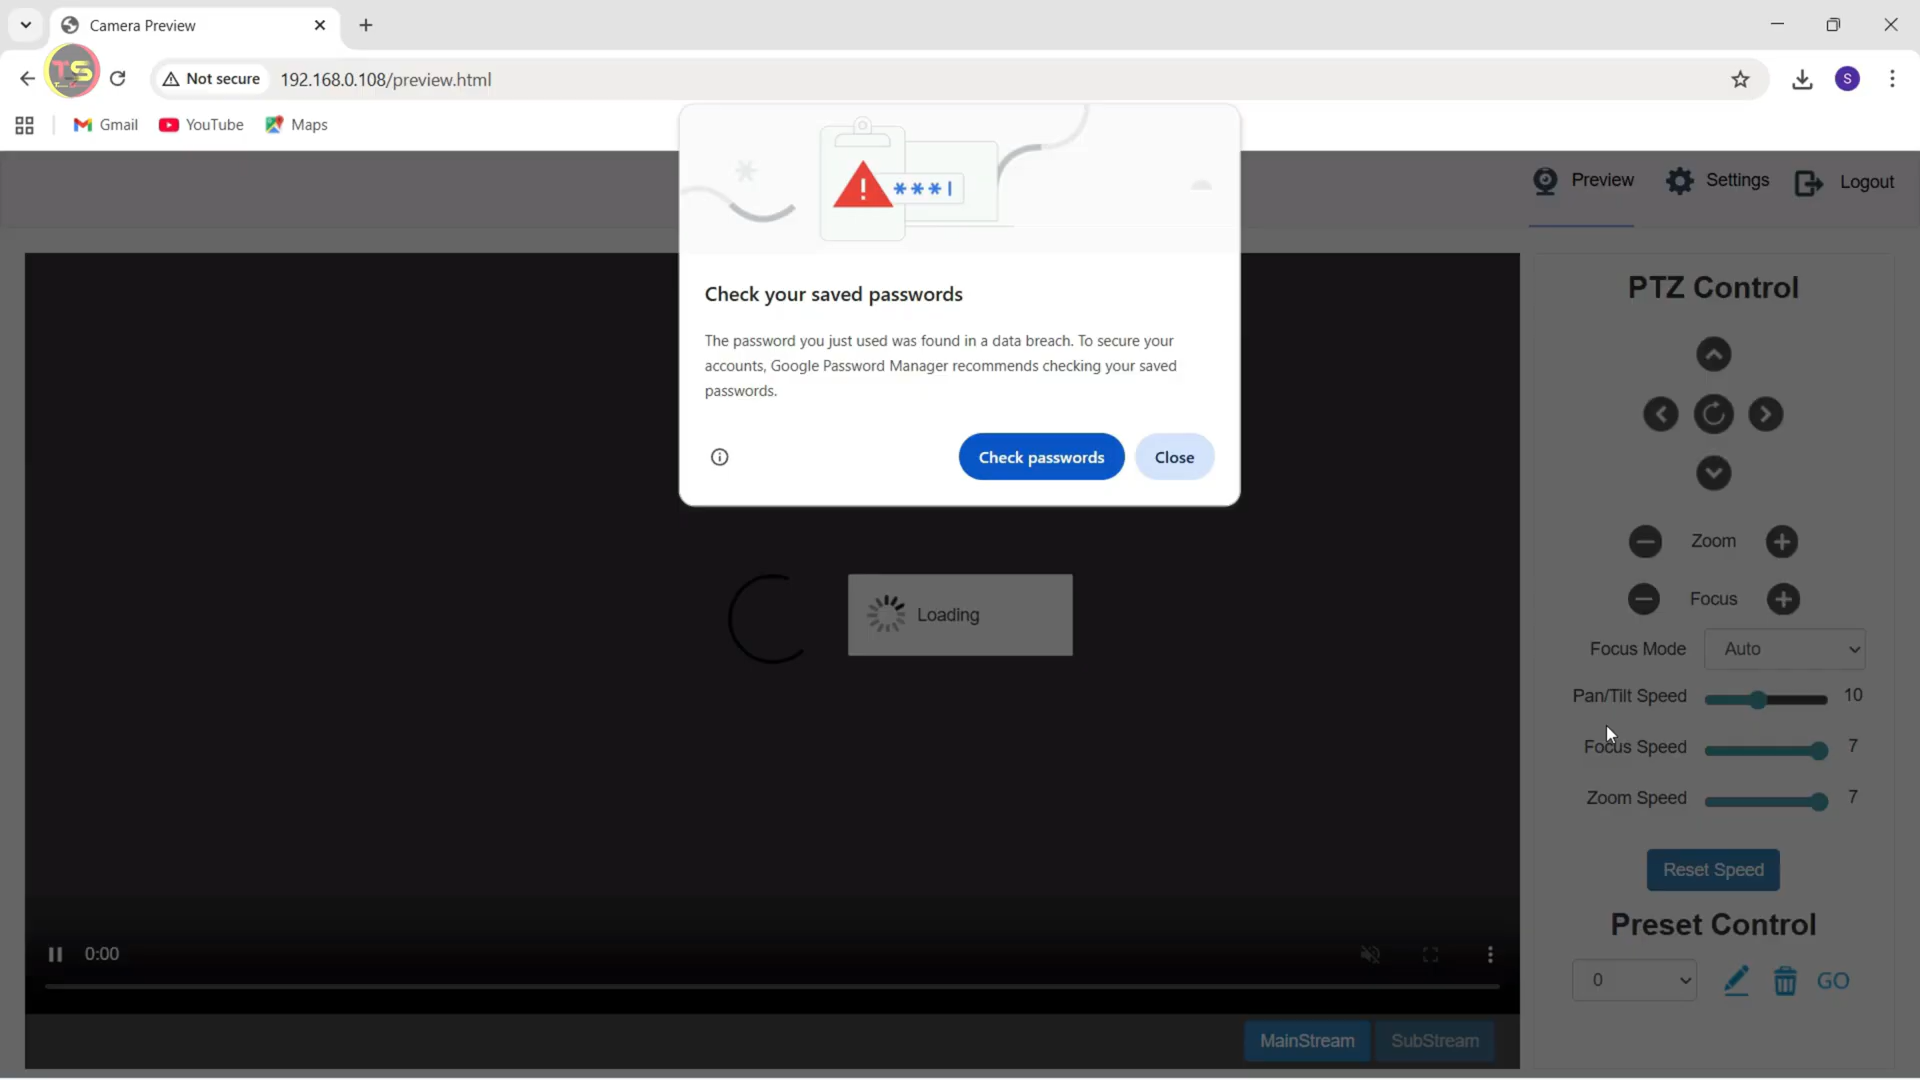 Camera Preview
TS
Not secure
192.168.0.108/preview.html
S
Gmail
YouTube
Maps
***
Preview
Settings
Logout
Check your saved passwords
The password you just used was found in a data breach. To secure your
accounts, Google Password Manager recommends checking your saved
passwords.
Check passwords
Close
Loading
0:00
MainStream
SubStream
PTZ Control
Zoom
Focus
Focus Mode
Auto
Pan/Tilt Speed
10
Focus Speed
7
Zoom Speed
7
Reset Speed
Preset Control
0
GO